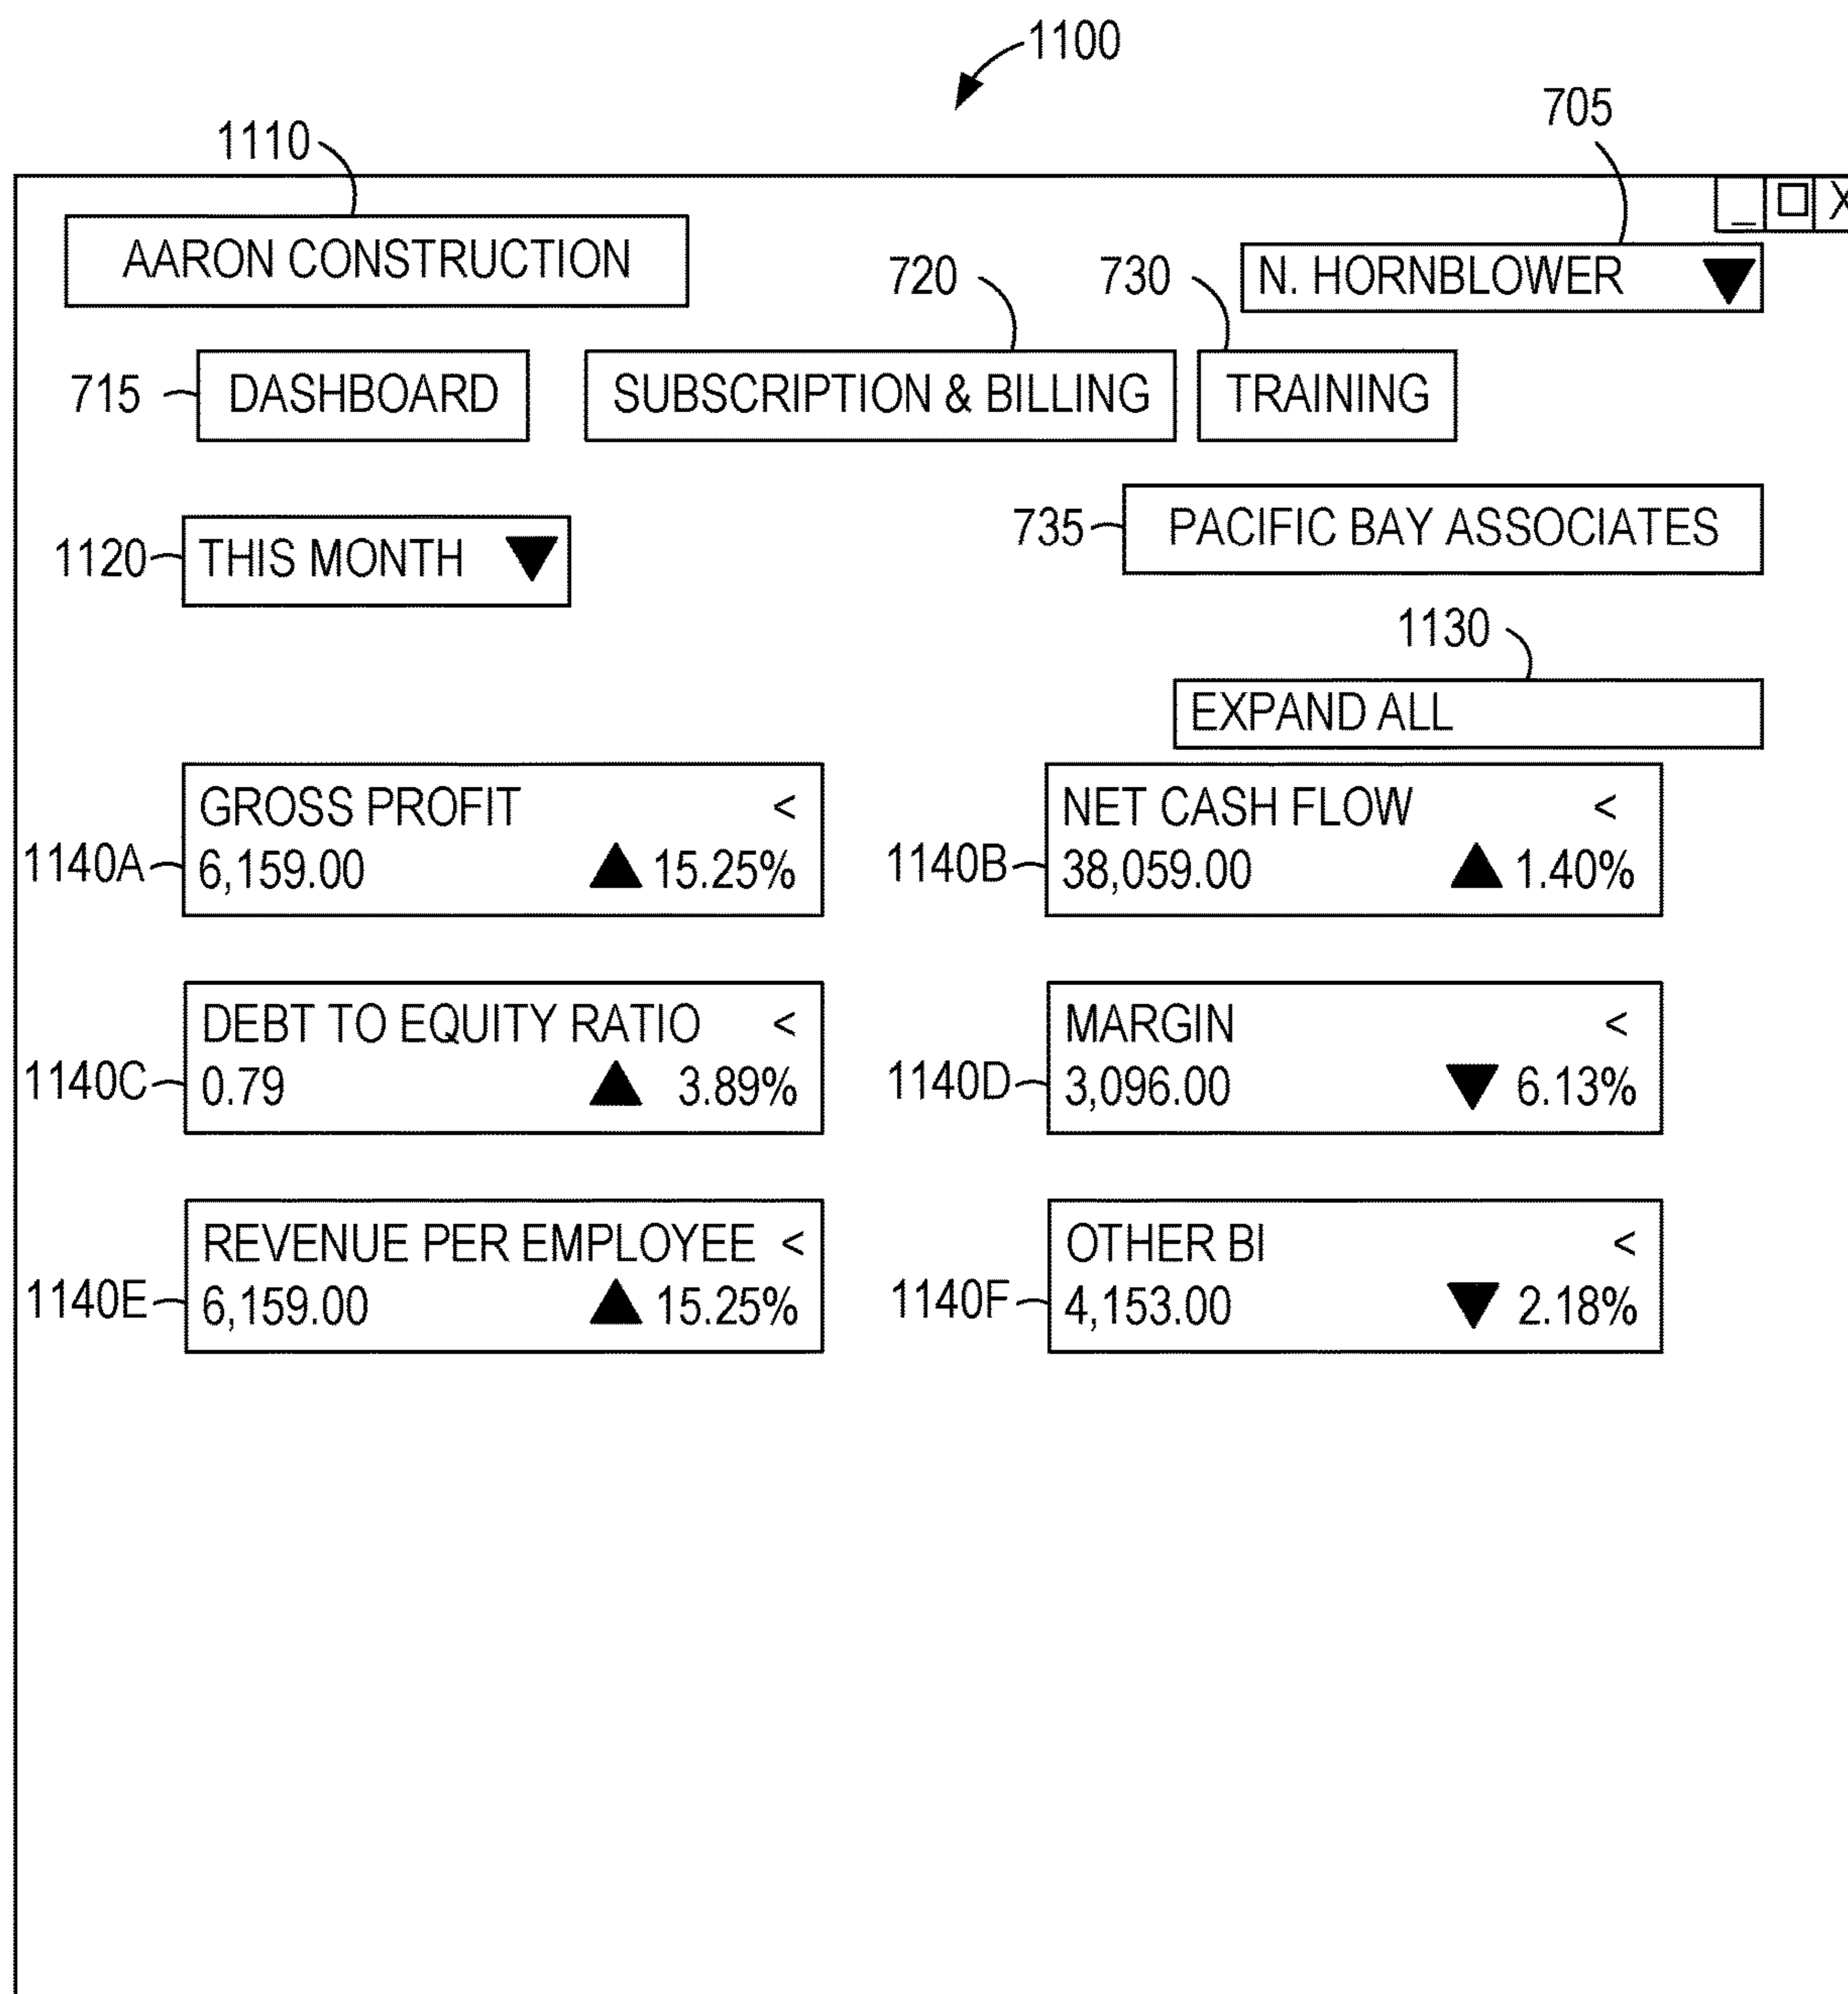 1100
705
1110
_ □ X
AARON CONSTRUCTION
720
730
N. HORNBLOWER ▼
715
DASHBOARD
SUBSCRIPTION & BILLING
TRAINING
735
PACIFIC BAY ASSOCIATES
1120
THIS MONTH ▼
1130
EXPAND ALL
GROSS PROFIT <
1140A
6,159.00 ▲ 15.25%
NET CASH FLOW <
1140B
38,059.00 ▲ 1.40%
DEBT TO EQUITY RATIO <
1140C
0.79 ▲ 3.89%
MARGIN <
1140D
3,096.00 ▼ 6.13%
REVENUE PER EMPLOYEE <
1140E
6,159.00 ▲ 15.25%
OTHER BI <
1140F
4,153.00 ▼ 2.18%